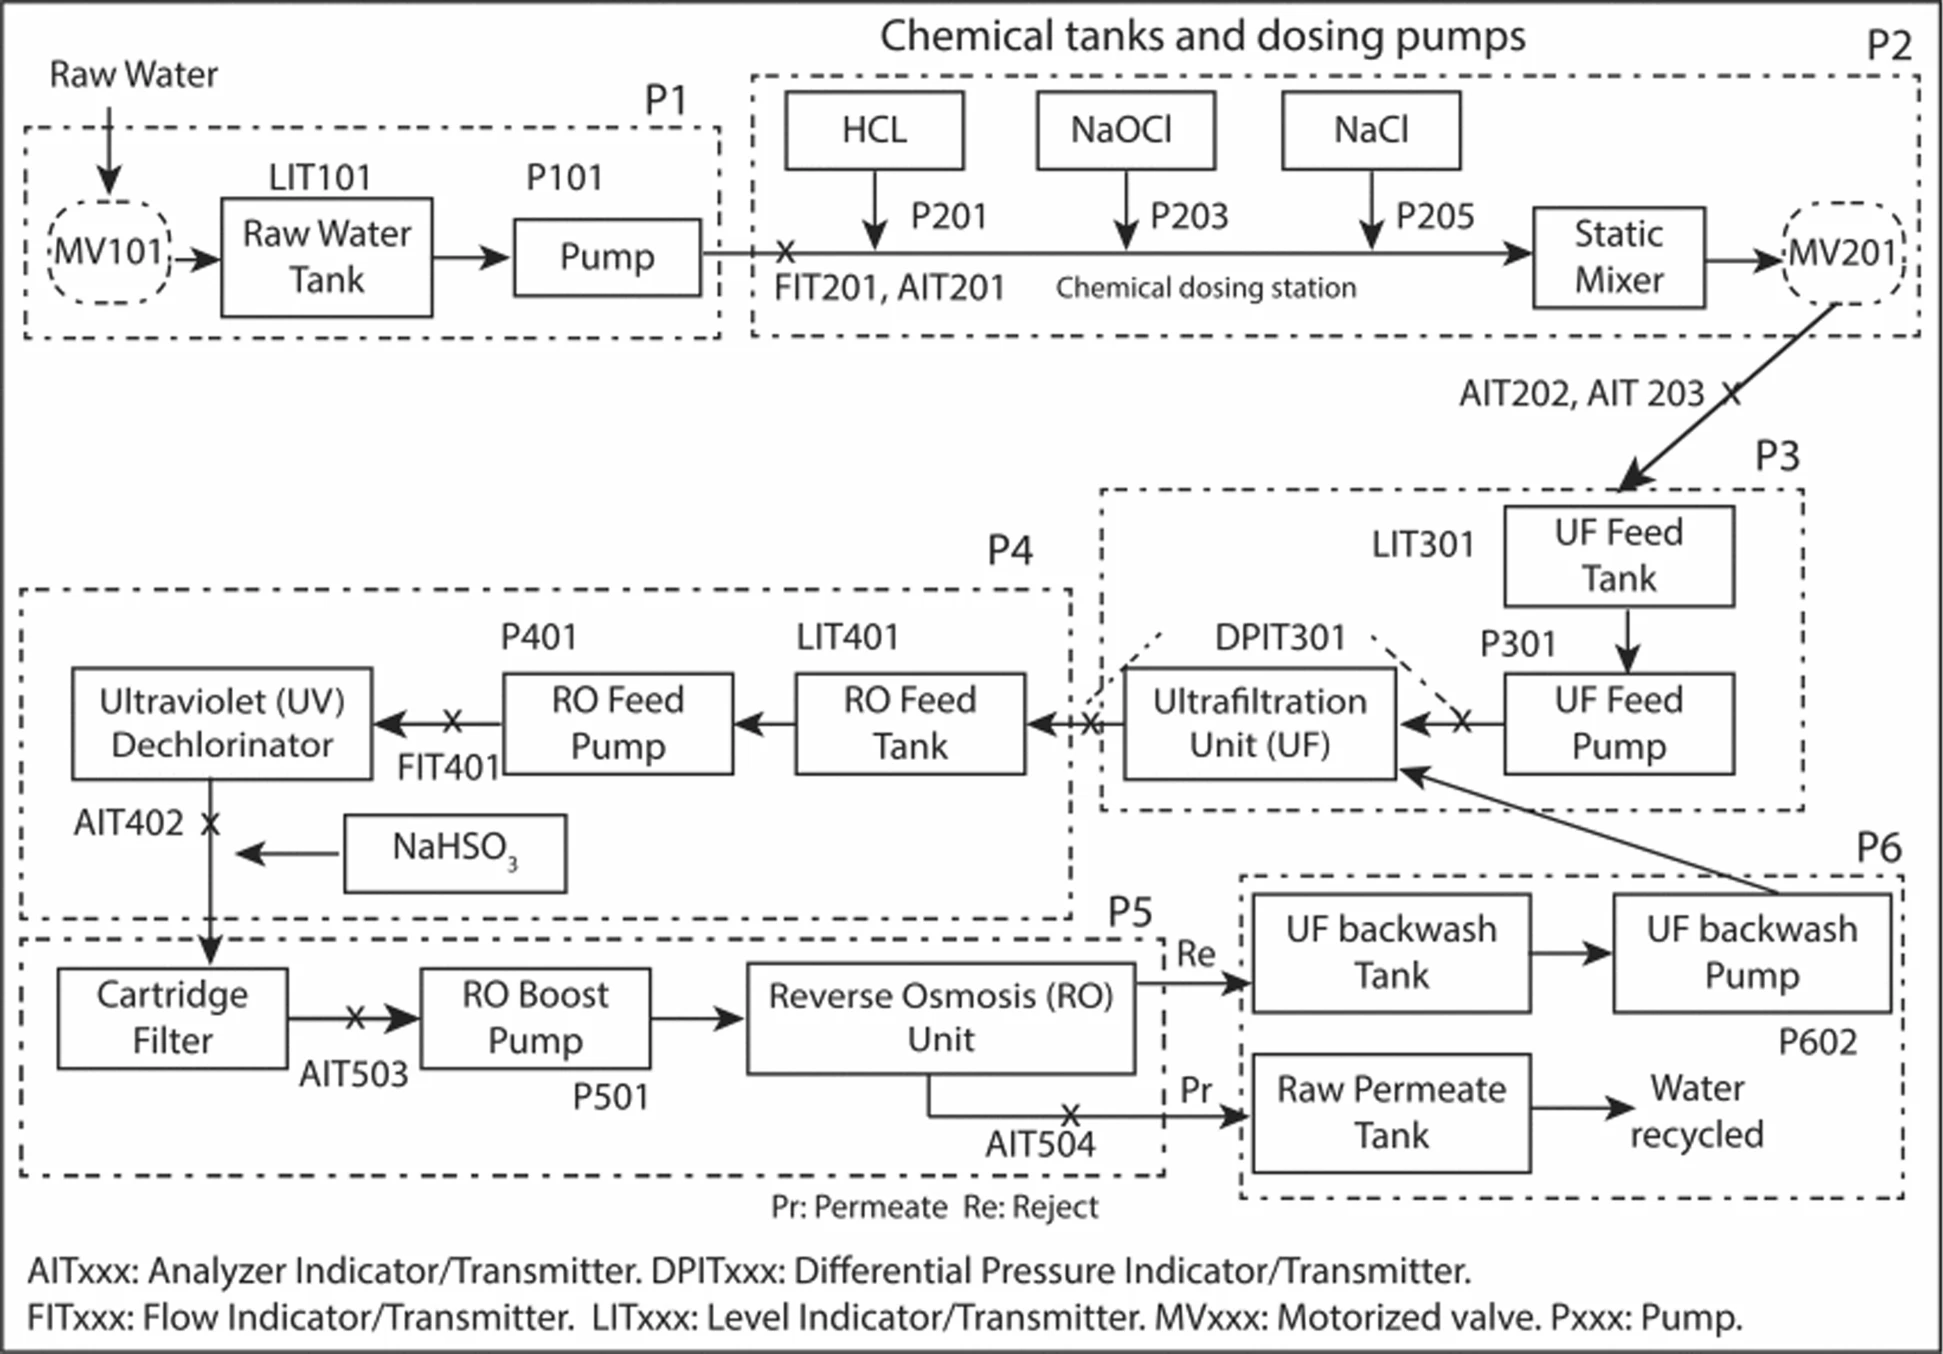 Chemical tanks and dosing pumps
P2
Raw Water
P1
HCL
NaOCl
NaCl
LIT101
P101
P201
P203
P205
MV101
Raw Water
Tank
Pump
Static
Mixer
MV201
FIT201, AIT201
Chemical dosing station
AIT202, AIT 203
P3
P4
LIT301
UF Feed
Tank
P401
LIT401
DPIT301
P301
Ultraviolet (UV)
Dechlorinator
RO Feed
Pump
RO Feed
Tank
Ultrafiltration
Unit (UF)
UF Feed
Pump
FIT401
AIT402
NaHSO₃
P6
P5
Cartridge
Filter
RO Boost
Pump
Reverse Osmosis (RO)
Unit
Re
UF backwash
Tank
UF backwash
Pump
AIT503
P501
P602
Pr
AIT504
Raw Permeate
Tank
Water
recycled
Pr: Permeate Re: Reject
AITxxx: Analyzer Indicator/Transmitter. DPITxxx: Differential Pressure Indicator/Transmitter.
FITxxx: Flow Indicator/Transmitter. LITxxx: Level Indicator/Transmitter. MVxxx: Motorized valve. Pxxx: Pump.